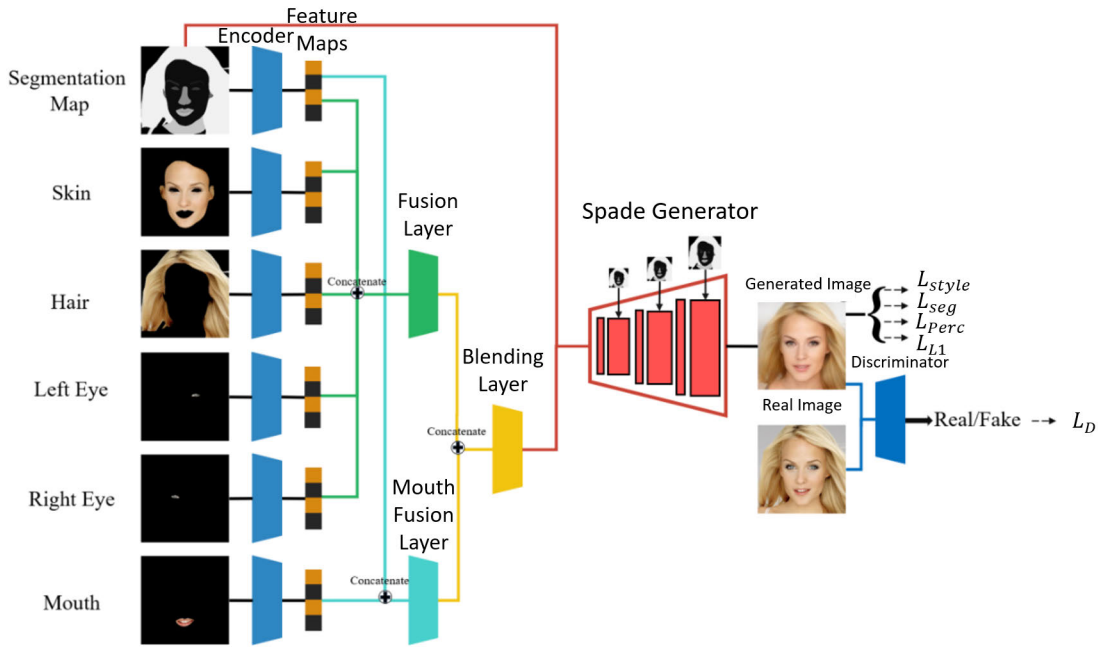 Feature
Maps
Encoder
Segmentation
Map
Skin
Hair
Left Eye
Right Eye
Mouth
Concatenate
Fusion
Layer
Concatenate
Blending
Layer
Mouth
Fusion
Layer
Concatenate
Spade Generator
Generated Image
L_style
L_seg
L_Perc
L_L1
Discriminator
Real Image
Real/Fake
L_D